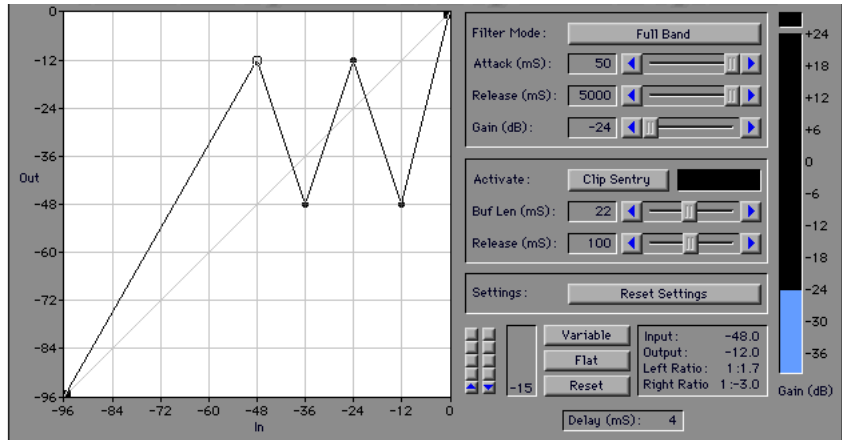 0
-12
-24
-36
Out
-48
-60
-72
-84
-96
-96 -84 -72 -60 -48 -36 -24 -12 0
In
Filter Mode: Full Band
Attack (mS): 50
Release (mS): 5000
Gain (dB): -24
Activate: Clip Sentry
Buf Len (mS): 22
Release (mS): 100
Settings: Reset Settings
-15
Variable
Flat
Reset
Input: -48.0
Output: -12.0
Left Ratio: 1:1.7
Right Ratio 1:-3.0
Delay (mS): 4
+24
+18
+12
+6
0
-6
-12
-18
-24
-30
-36
Gain (dB)